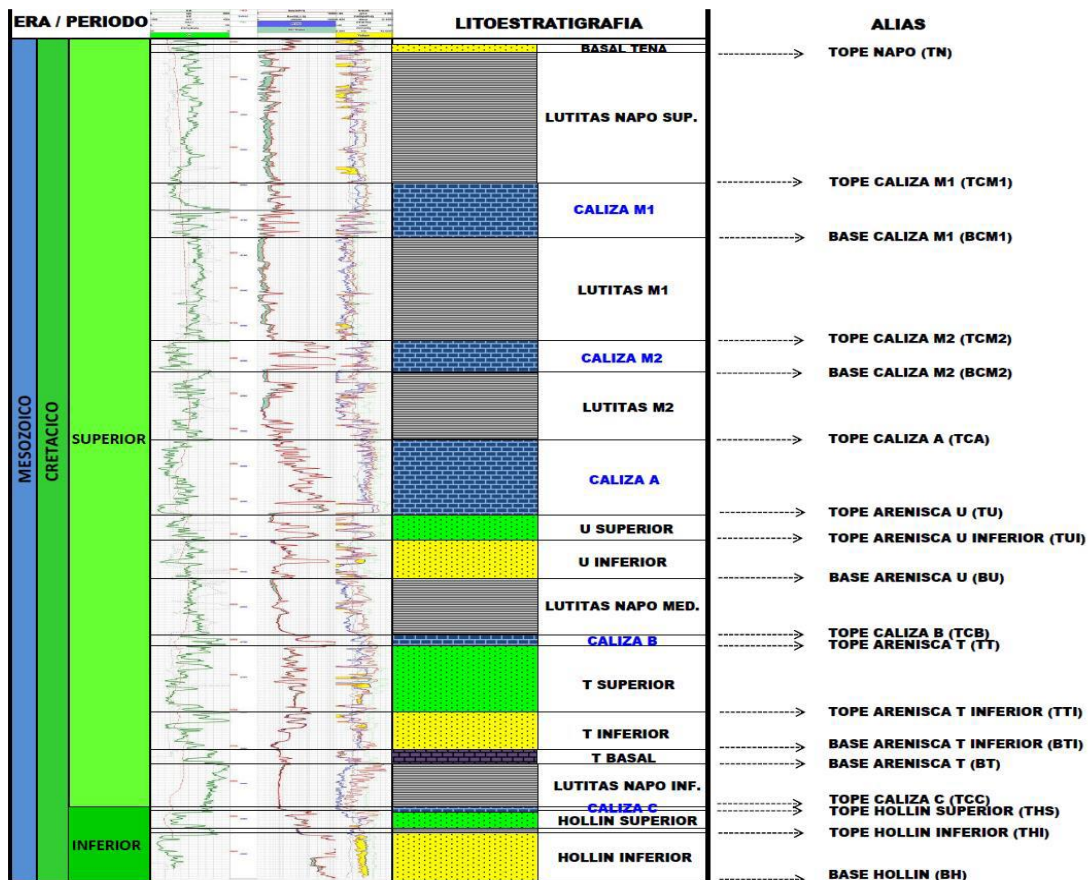 ERA / PERIODO
LITOESTRATIGRAFIA
ALIAS
MESOZOICO
CRETACICO
SUPERIOR
INFERIOR
BASAL TENA
LUTITAS NAPO SUP.
CALIZA M1
LUTITAS M1
CALIZA M2
LUTITAS M2
CALIZA A
U SUPERIOR
U INFERIOR
LUTITAS NAPO MED.
CALIZA B
T SUPERIOR
T INFERIOR
T BASAL
LUTITAS NAPO INF.
CALIZA C
HOLLIN SUPERIOR
HOLLIN INFERIOR
TOPE NAPO (TN)
TOPE CALIZA M1 (TCM1)
BASE CALIZA M1 (BCM1)
TOPE CALIZA M2 (TCM2)
BASE CALIZA M2 (BCM2)
TOPE CALIZA A (TCA)
TOPE ARENISCA U (TU)
TOPE ARENISCA U INFERIOR (TUI)
BASE ARENISCA U (BU)
TOPE CALIZA B (TCB)
TOPE ARENISCA T (TT)
TOPE ARENISCA T INFERIOR (TTI)
BASE ARENISCA T INFERIOR (BTI)
BASE ARENISCA T (BT)
TOPE CALIZA C (TCC)
TOPE HOLLIN SUPERIOR (THS)
TOPE HOLLIN INFERIOR (THI)
BASE HOLLIN (BH)